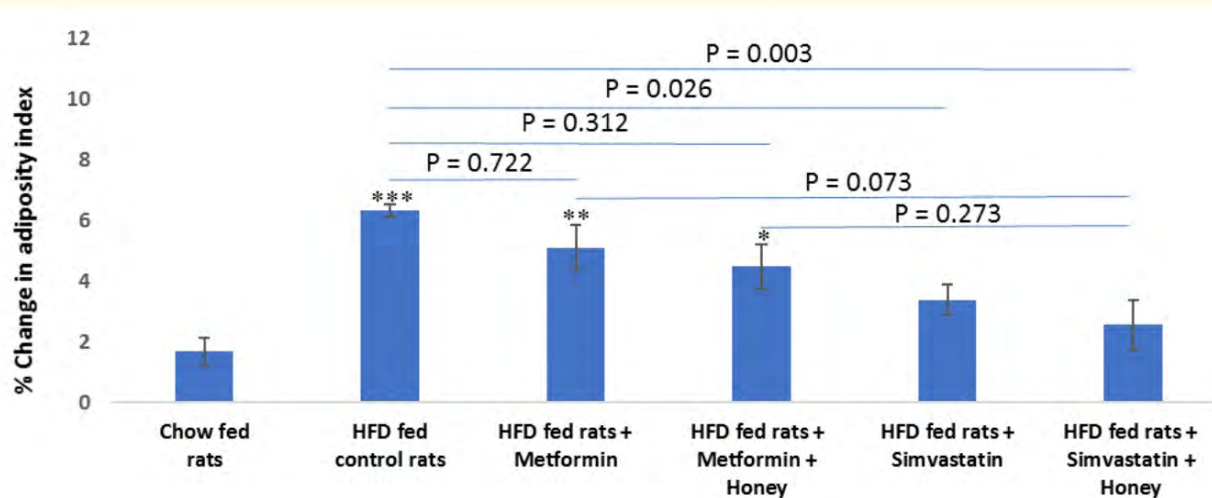 % Change in adiposity index
12
10
8
6
4
2
0
P = 0.003
P = 0.026
P = 0.312
P = 0.722
P = 0.073
P = 0.273
***
**
*
Chow fed
rats
HFD fed
control rats
HFD fed rats +
Metformin
HFD fed rats +
Metformin +
Honey
HFD fed rats +
Simvastatin
HFD fed rats +
Simvastatin +
Honey